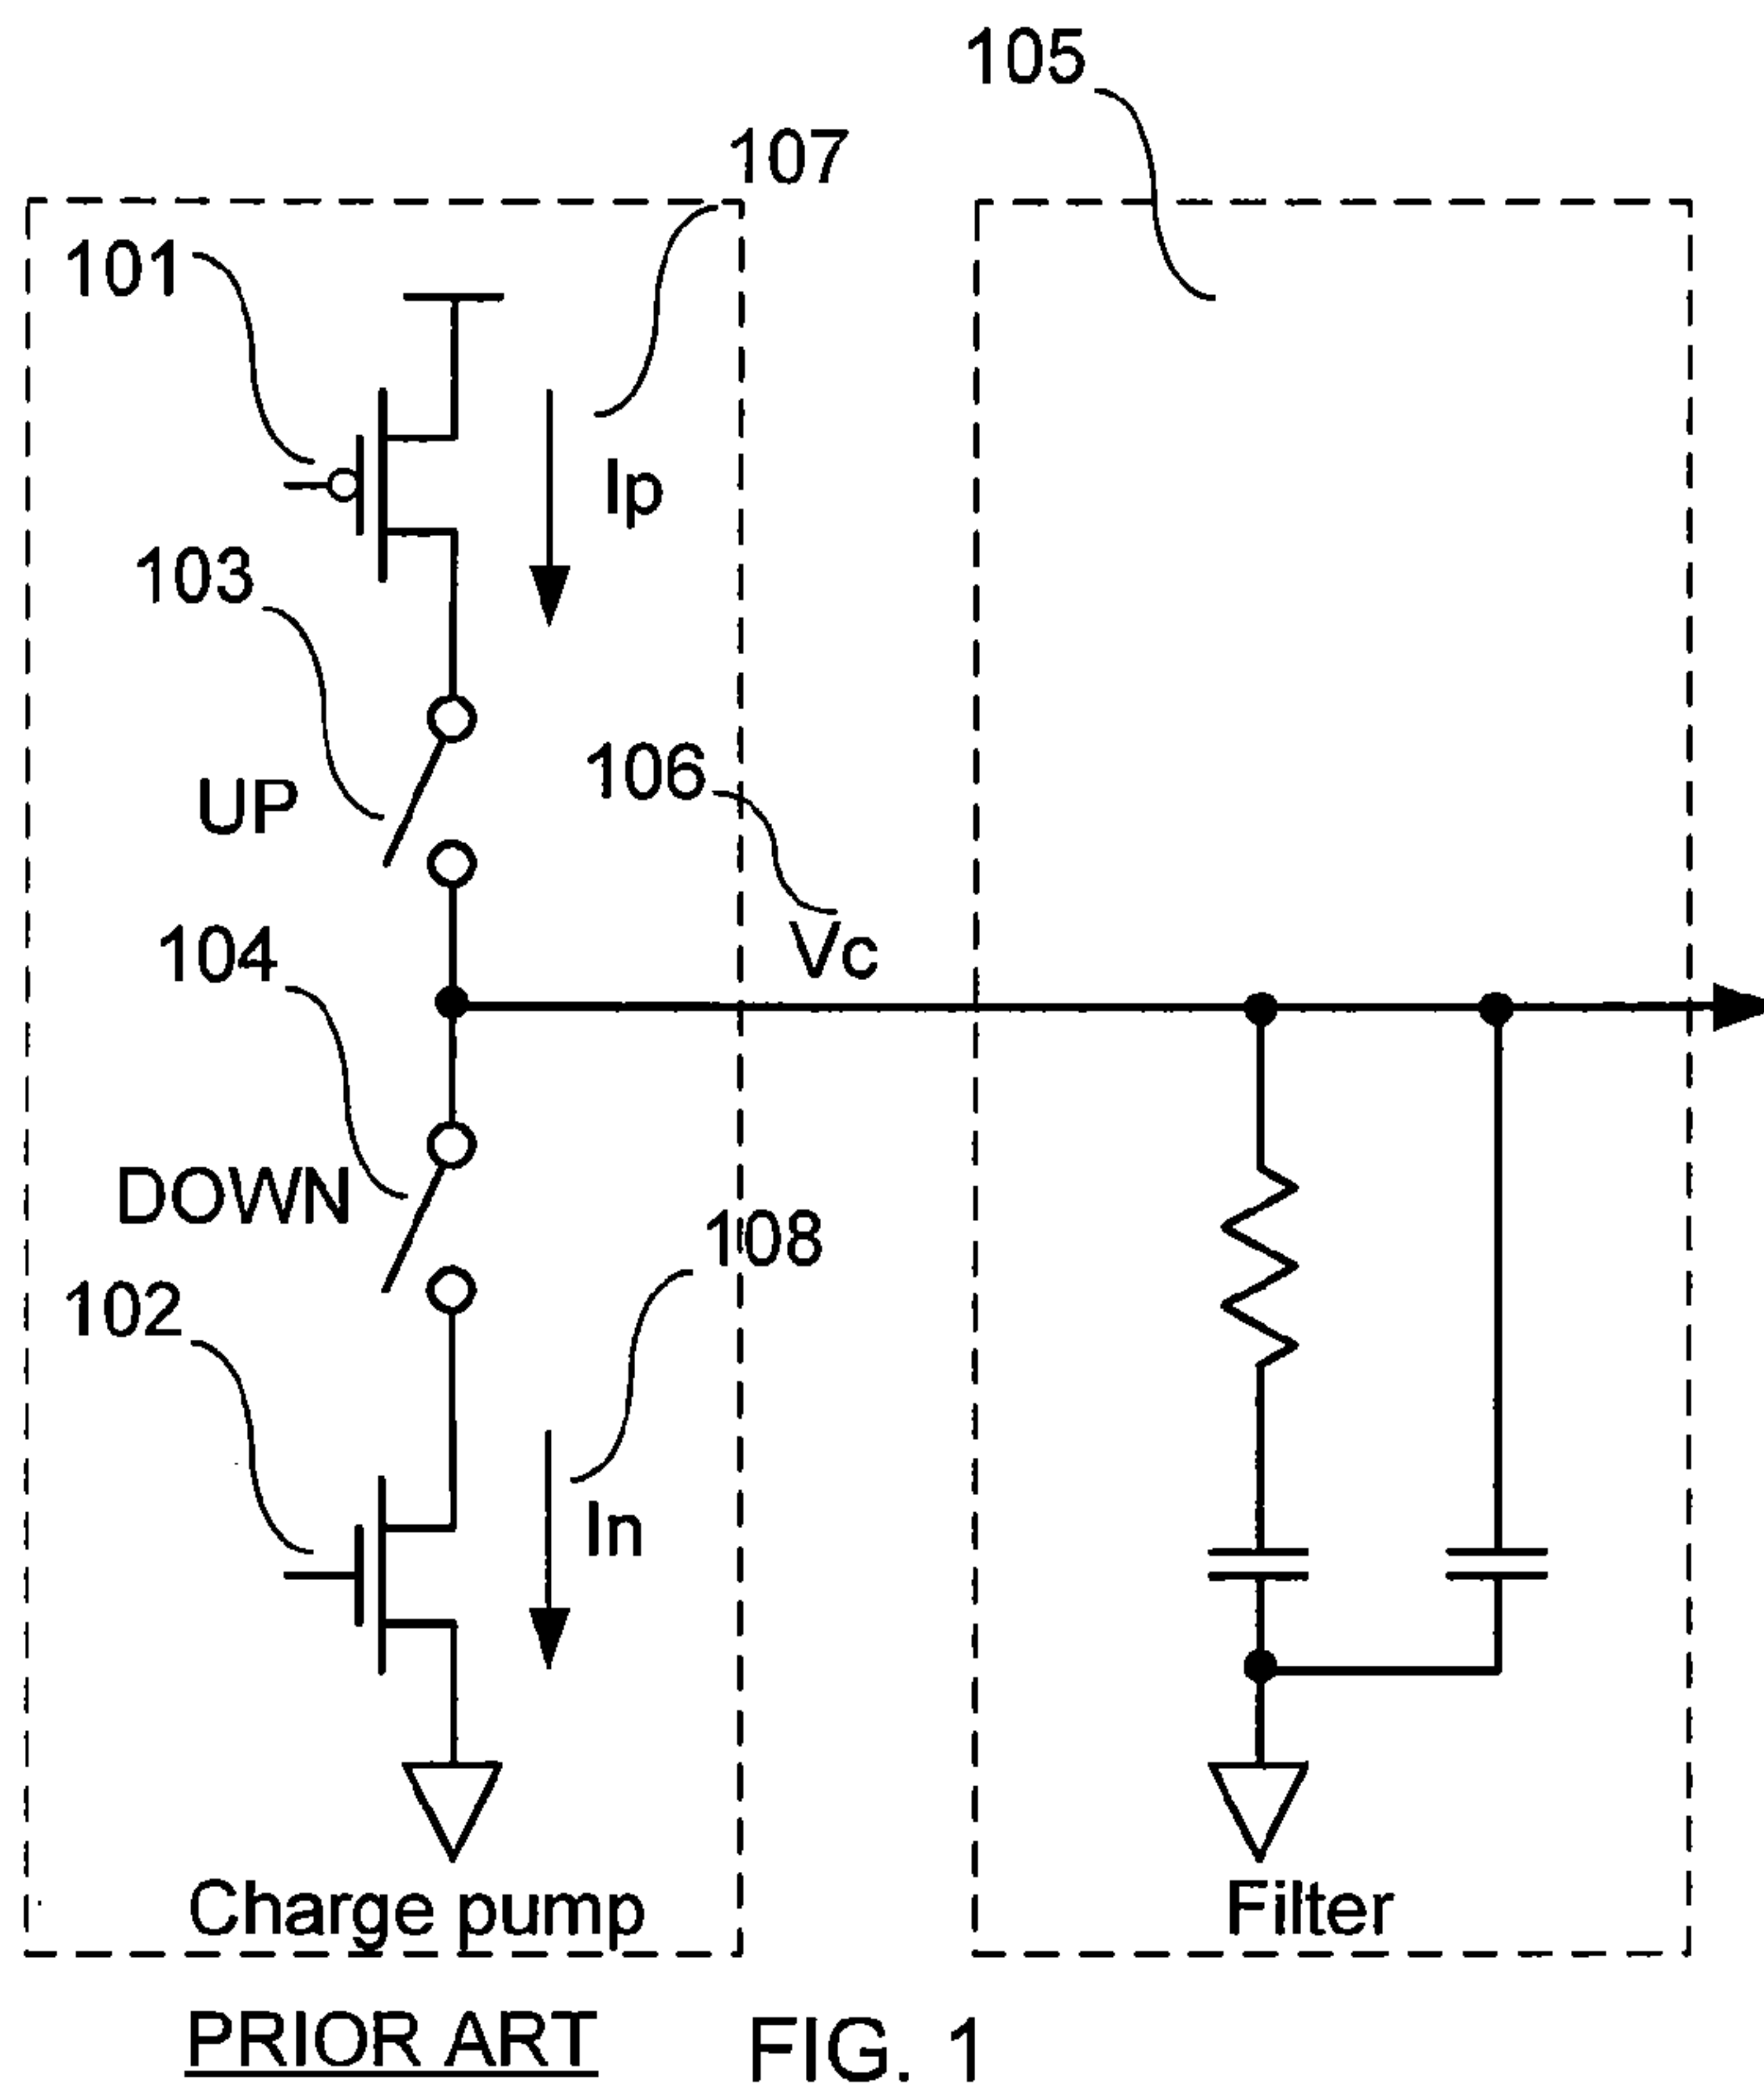 105
107
101
Ip
103
106
UP
Vc
104
DOWN
108
102
In
Charge pump
Filter
PRIOR ART
FIG. 1